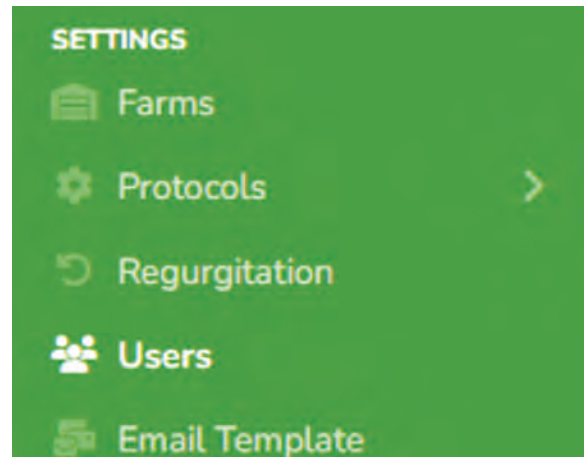 SETTINGS
Farms
Protocols
Regurgitation
Users
Email Template